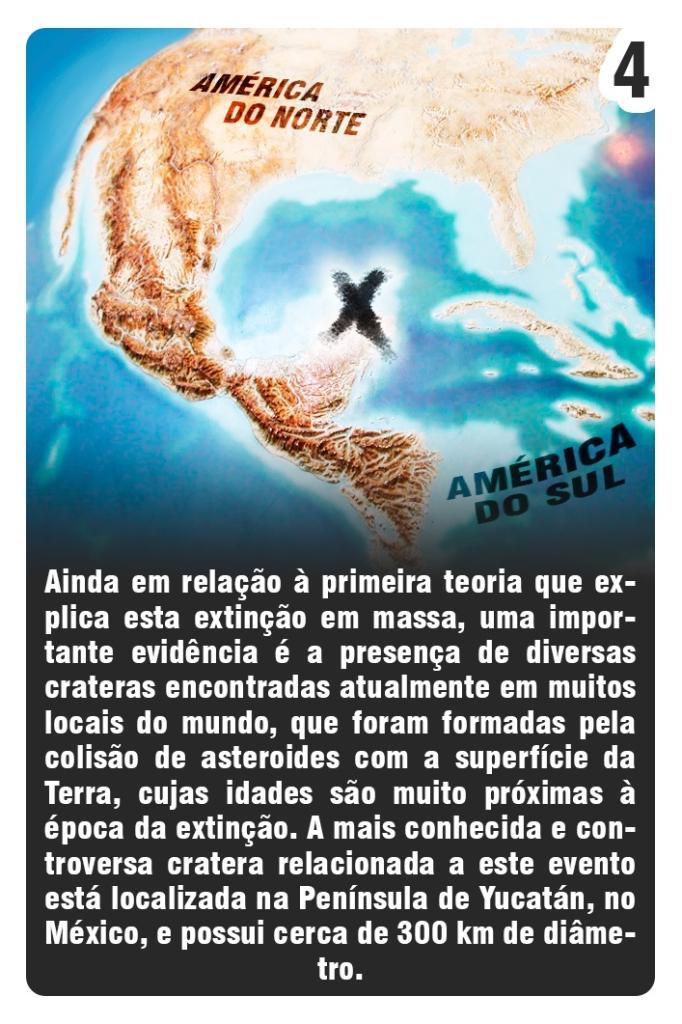 4
AMÉRICA
DO NORTE
AMÉRICA
DO SUL
Ainda em relação à primeira teoria que ex-
plica esta extinção em massa, uma impor-
tante evidência é a presença de diversas
crateras encontradas atualmente em muitos
locais do mundo, que foram formadas pela
colisão de asteroides com a superfície da
Terra, cujas idades são muito próximas à
época da extinção. A mais conhecida e con-
troversa cratera relacionada a este evento
está localizada na Península de Yucatán, no
México, e possui cerca de 300 km de diâme-
tro.